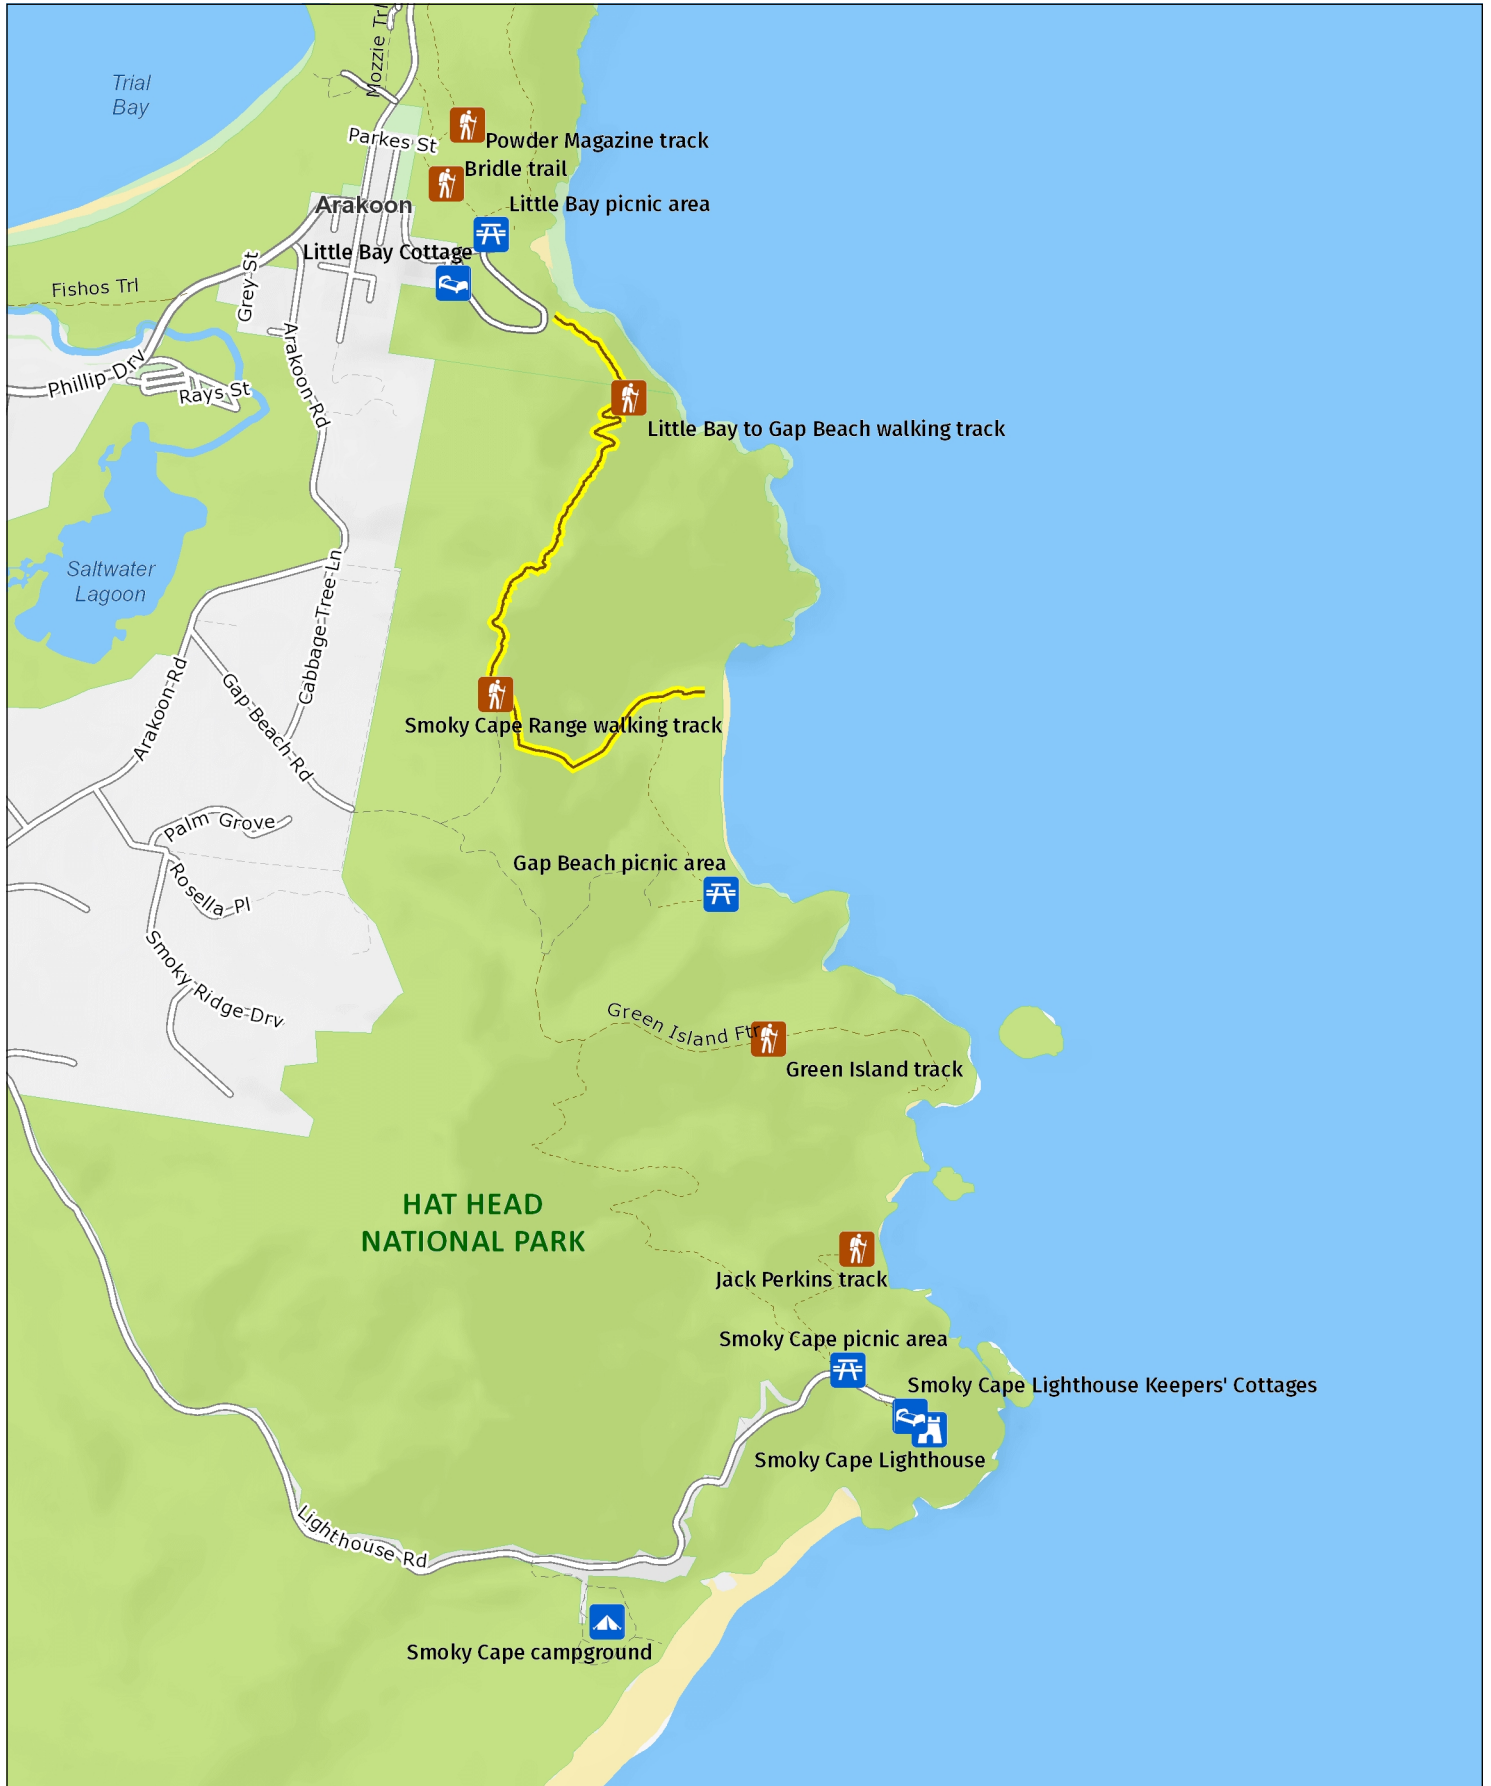 Mozzie Trl
Trial
Bay
Parkes St
Powder Magazine track
Bridle trail
Arakoon
Little Bay picnic area
Little Bay Cottage
Grey St
Fishos Trl
Arakoon Rd
Phillip Drv
Rays St
Little Bay to Gap Beach walking track
Saltwater
Lagoon
Cabbage Tree Ln
Arakoon Rd
Gap Beach Rd
Smoky Cape Range walking track
Palm Grove
Rosella Pl
Gap Beach picnic area
Smoky Ridge Drv
Green Island Ftr
Green Island track
HAT HEAD
NATIONAL PARK
Jack Perkins track
Smoky Cape picnic area
Smoky Cape Lighthouse Keepers' Cottages
Smoky Cape Lighthouse
Lighthouse Rd
Smoky Cape campground